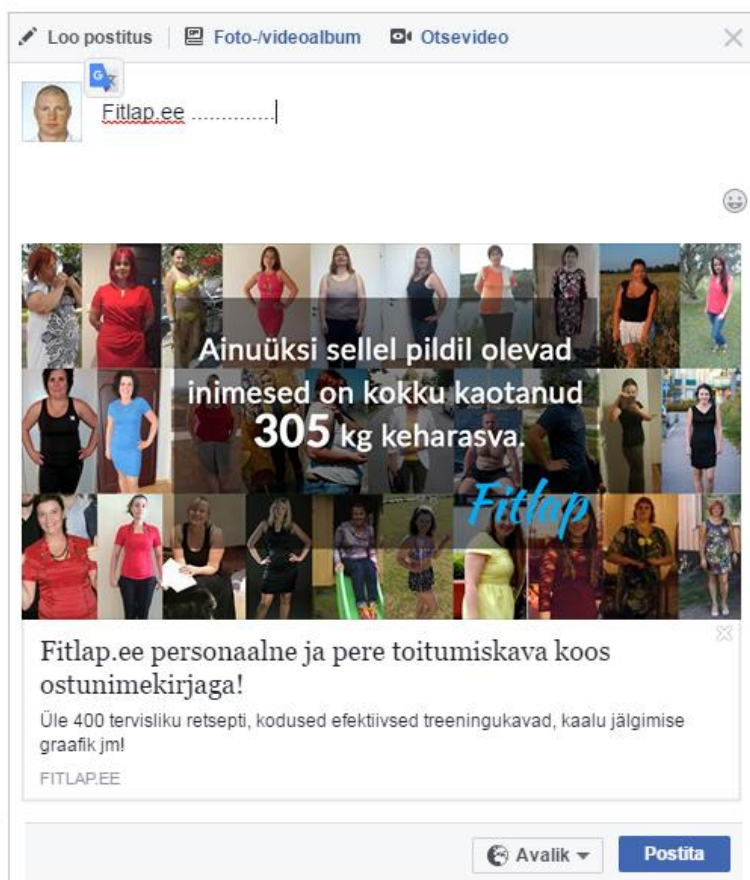 Loo postitus Foto-/videoalbum Otsevideo
Fitlap.ee .............
Ainuüksi sellel pildil olevad
inimesed on kokku kaotanud
305 kg keharasva.
Fitlap
Fitlap.ee personaalne ja pere toitumiskava koos
ostunimekirjaga!
Üle 400 tervisliku retsepti, kodused efektiivsed treeningukavad, kaalu jälgimise
graafik jm!
FITLAP.EE
Avalik Postita